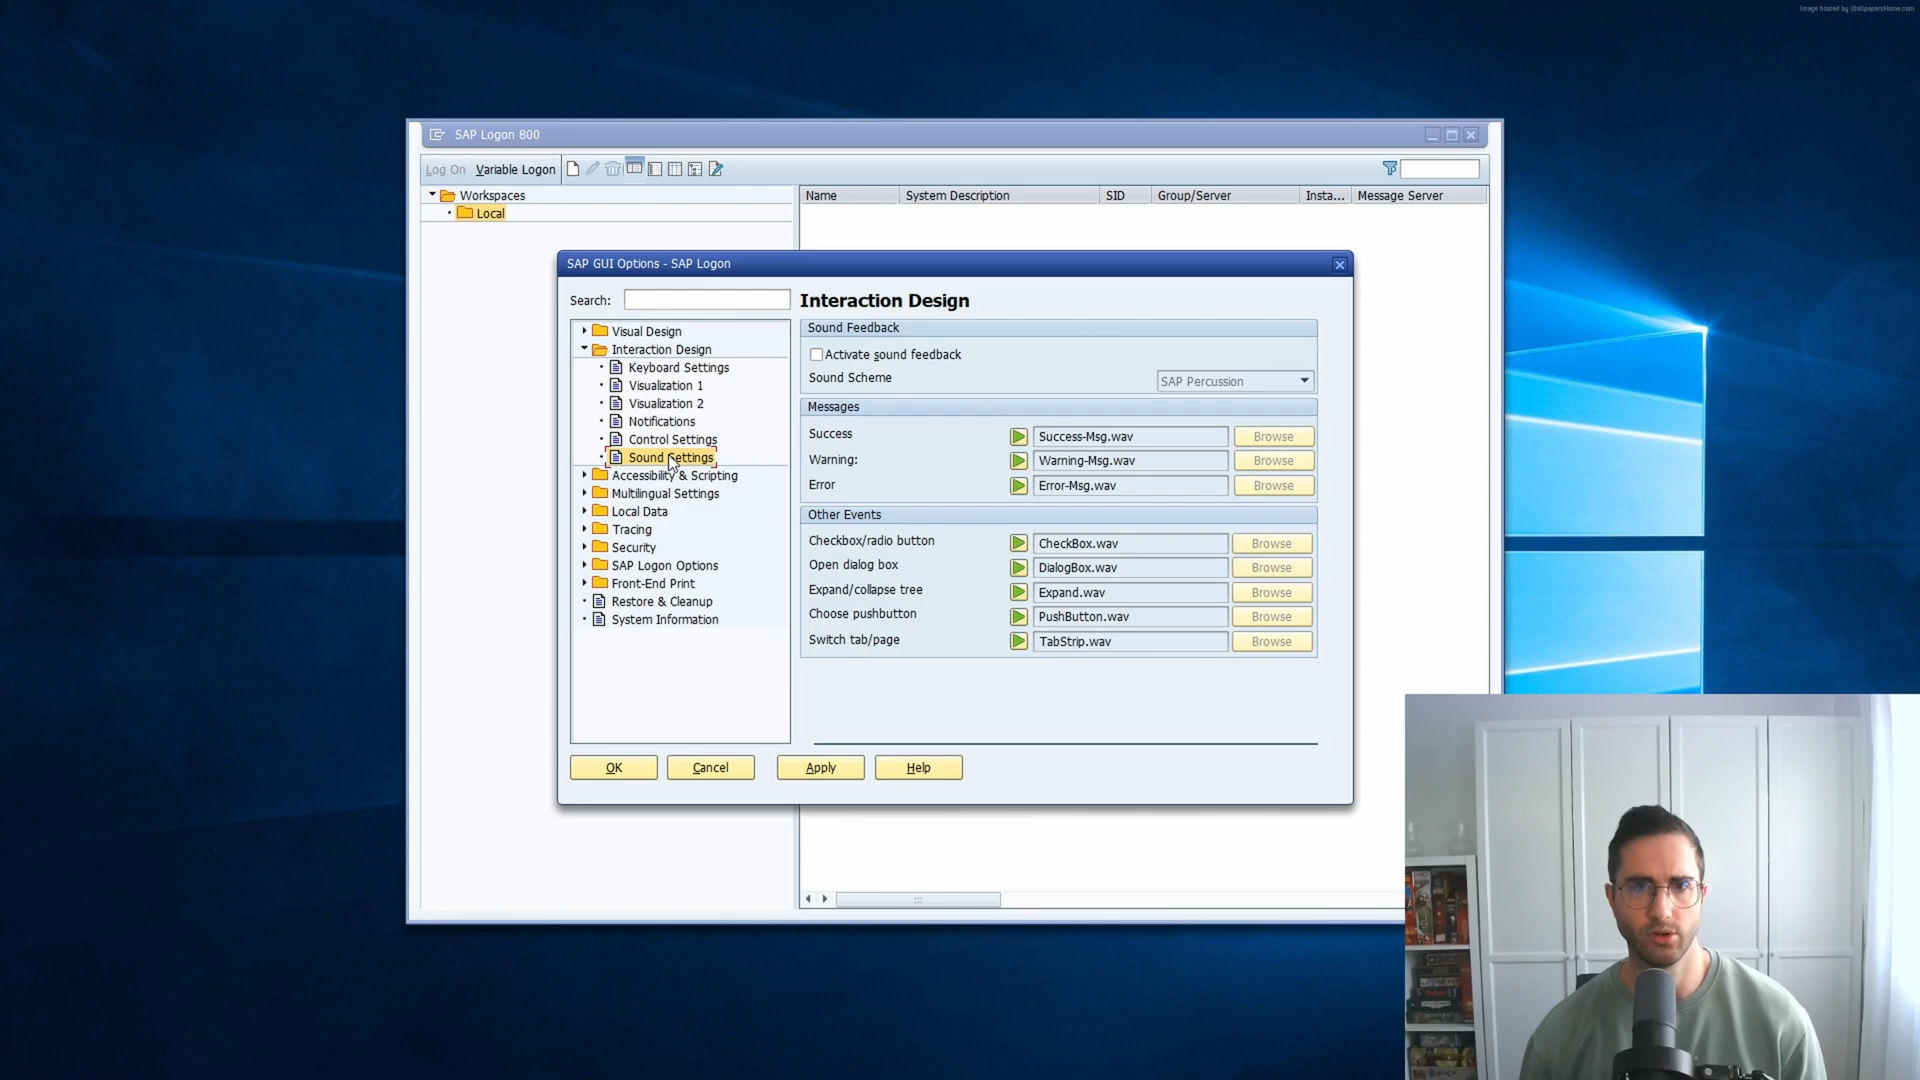 Image hosted by WallpapersHome.com
SAP Logon 800
Log On Variable Logon
Workspaces
Local
Name System Description SID Group/Server Insta... Message Server
SAP GUI Options - SAP Logon
Search:
Visual Design
Interaction Design
Keyboard Settings
Visualization 1
Visualization 2
Notifications
Control Settings
Sound Settings
Accessibility & Scripting
Multilingual Settings
Local Data
Tracing
Security
SAP Logon Options
Front-End Print
Restore & Cleanup
System Information
Interaction Design
Sound Feedback
Activate sound feedback
Sound Scheme SAP Percussion
Messages
Success Success-Msg.wav Browse
Warning: Warning-Msg.wav Browse
Error Error-Msg.wav Browse
Other Events
Checkbox/radio button CheckBox.wav Browse
Open dialog box DialogBox.wav Browse
Expand/collapse tree Expand.wav Browse
Choose pushbutton PushButton.wav Browse
Switch tab/page TabStrip.wav Browse
OK Cancel Apply Help